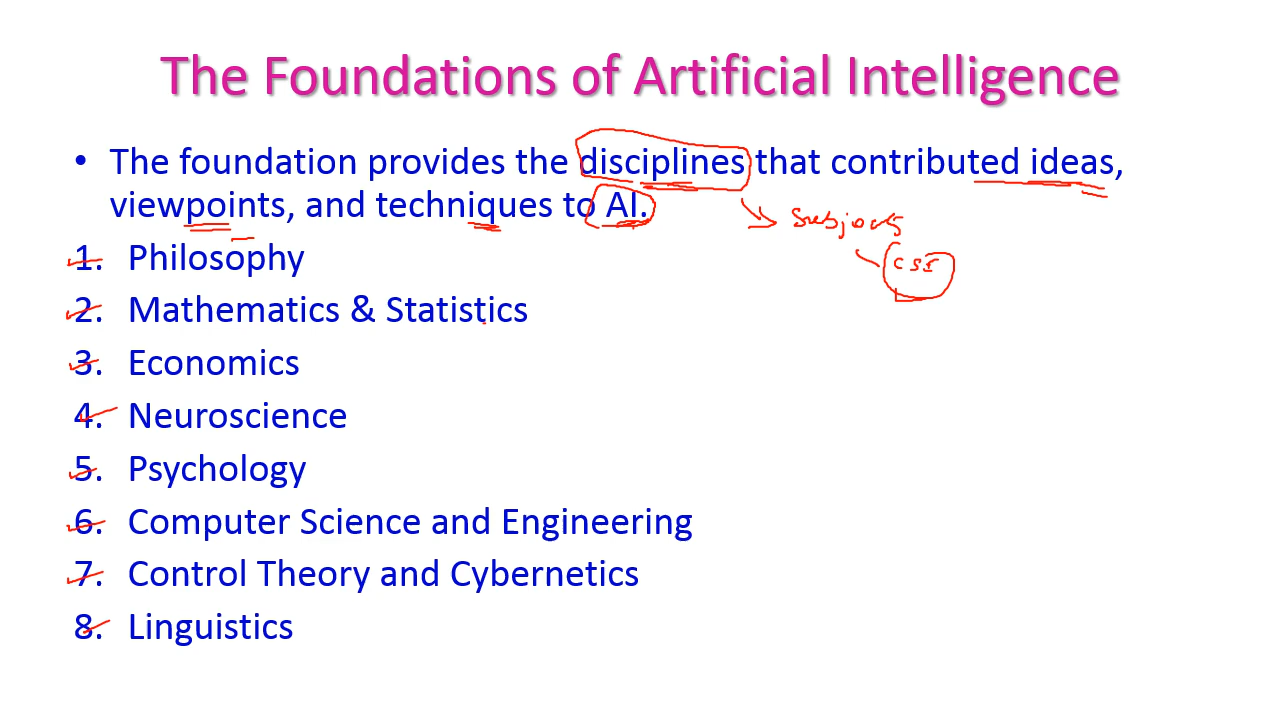 The Foundations of Artificial Intelligence
• The foundation provides the disciplines that contributed ideas,
viewpoints, and techniques to AI.
subjects
1. Philosophy
CSE
2. Mathematics & Statistics
3. Economics
4. Neuroscience
5. Psychology
6. Computer Science and Engineering
7. Control Theory and Cybernetics
8. Linguistics